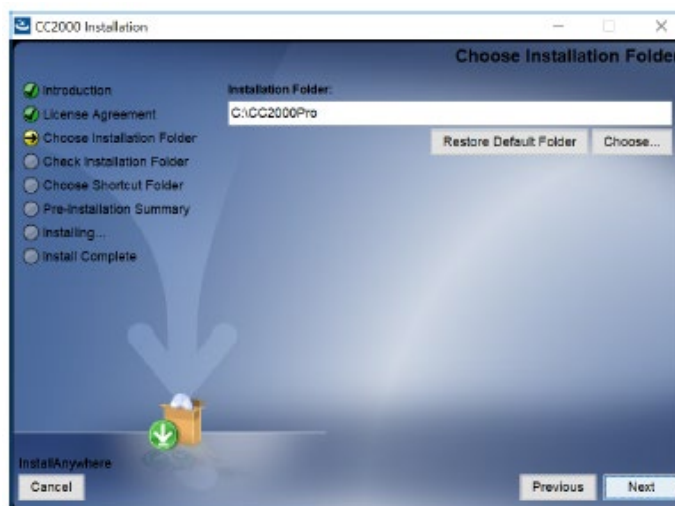 CC2000 Installation
Choose Installation Folder
Introduction
License Agreement
Choose Installation Folder
Check Installation Folder
Choose Shortcut Folder
Pre-Installation Summary
Installing...
Install Complete
Installation Folder:
C:\CC2000Pro
Restore Default Folder Choose...
InstallAnywhere
Cancel Previous Next